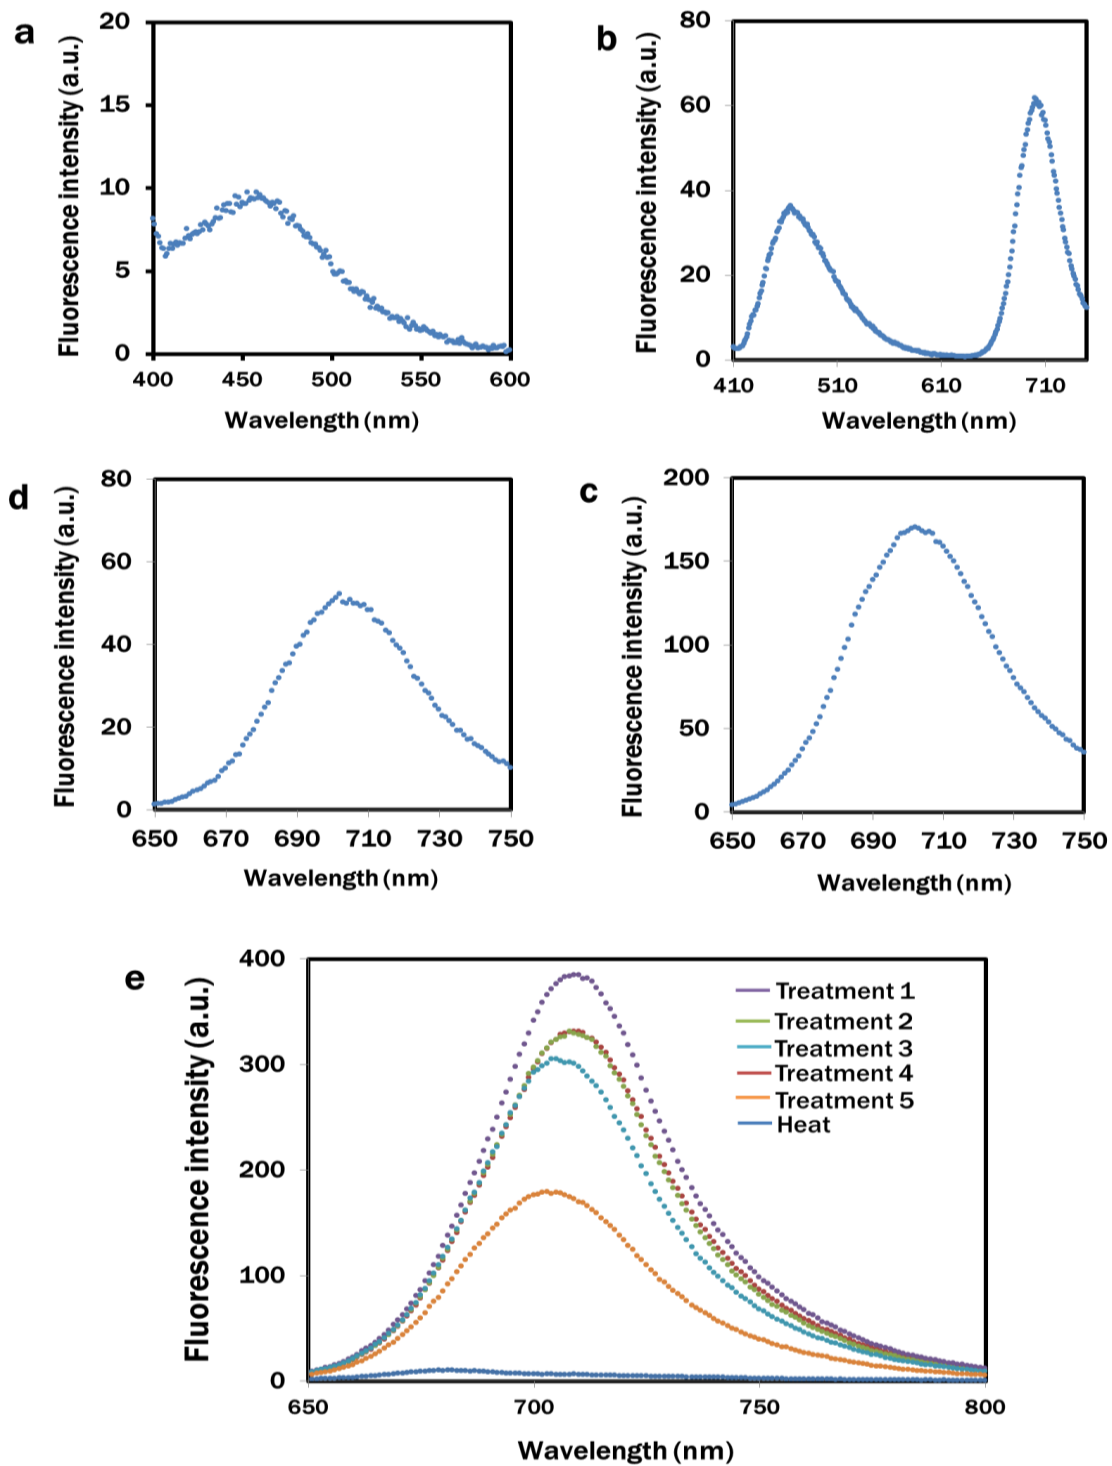 a
Fluorescence intensity (a.u.)
20
15
10
5
0
400 450 500 550 600
Wavelength (nm)
b
Fluorescence intensity (a.u.)
80
60
40
20
0
410 510 610 710
Wavelength (nm)
d
Fluorescence intensity (a.u.)
80
60
40
20
0
650 670 690 710 730 750
Wavelength (nm)
c
Fluorescence intensity (a.u.)
200
150
100
50
0
650 670 690 710 730 750
Wavelength (nm)
e
Fluorescence intensity (a.u.)
400
300
200
100
0
650 700 750 800
Wavelength (nm)
Treatment 1
Treatment 2
Treatment 3
Treatment 4
Treatment 5
Heat